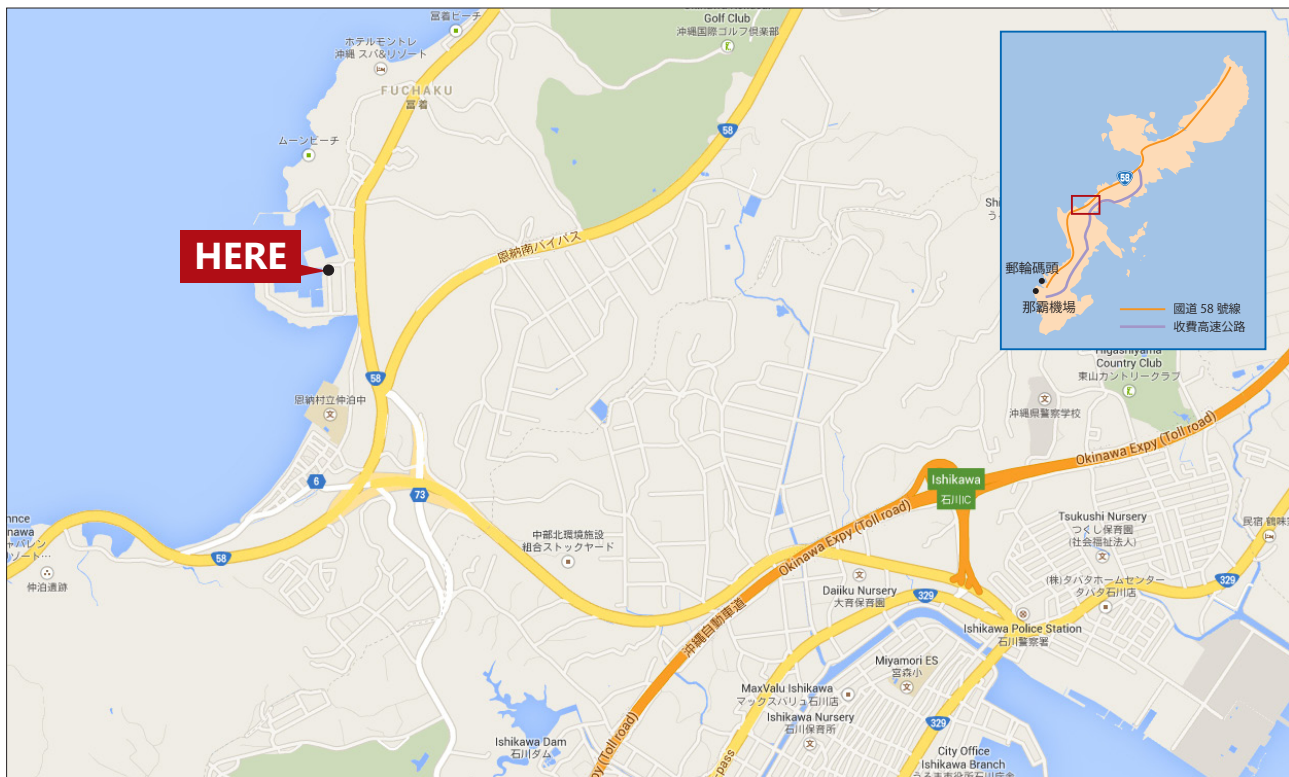 冨着ビーチ
Golf Club
沖縄国際ゴルフ倶楽部
ホテルモントレ
沖縄 スパ&リゾート
FUCHAKU
冨着
ムーンビーチ
58
恩納南バイパス
HERE
58
郵輪碼頭
那霸機場
國道 58 號線
收費高速公路
58
恩納村立仲泊中
6
73
58
仲泊遺跡
Country Club
東山カントリークラブ
沖縄県警察学校
Okinawa Expy (Toll road)
Ishikawa
石川IC
Okinawa Expy (Toll road)
中部北環境施設
組合ストックヤード
Tsukushi Nursery
つくし保育園
(社会福祉法人)
民宿 鶴味
Daiiku Nursery
大育保育園
(株)タバタホームセンター
タバタ石川店
329
329
沖縄自動車道
Ishikawa Police Station
石川警察署
Miyamori ES
宮森小
MaxValu Ishikawa
マックスバリュ石川店
Ishikawa Nursery
石川保育所
329
Ishikawa Dam
石川ダム
City Office
Ishikawa Branch